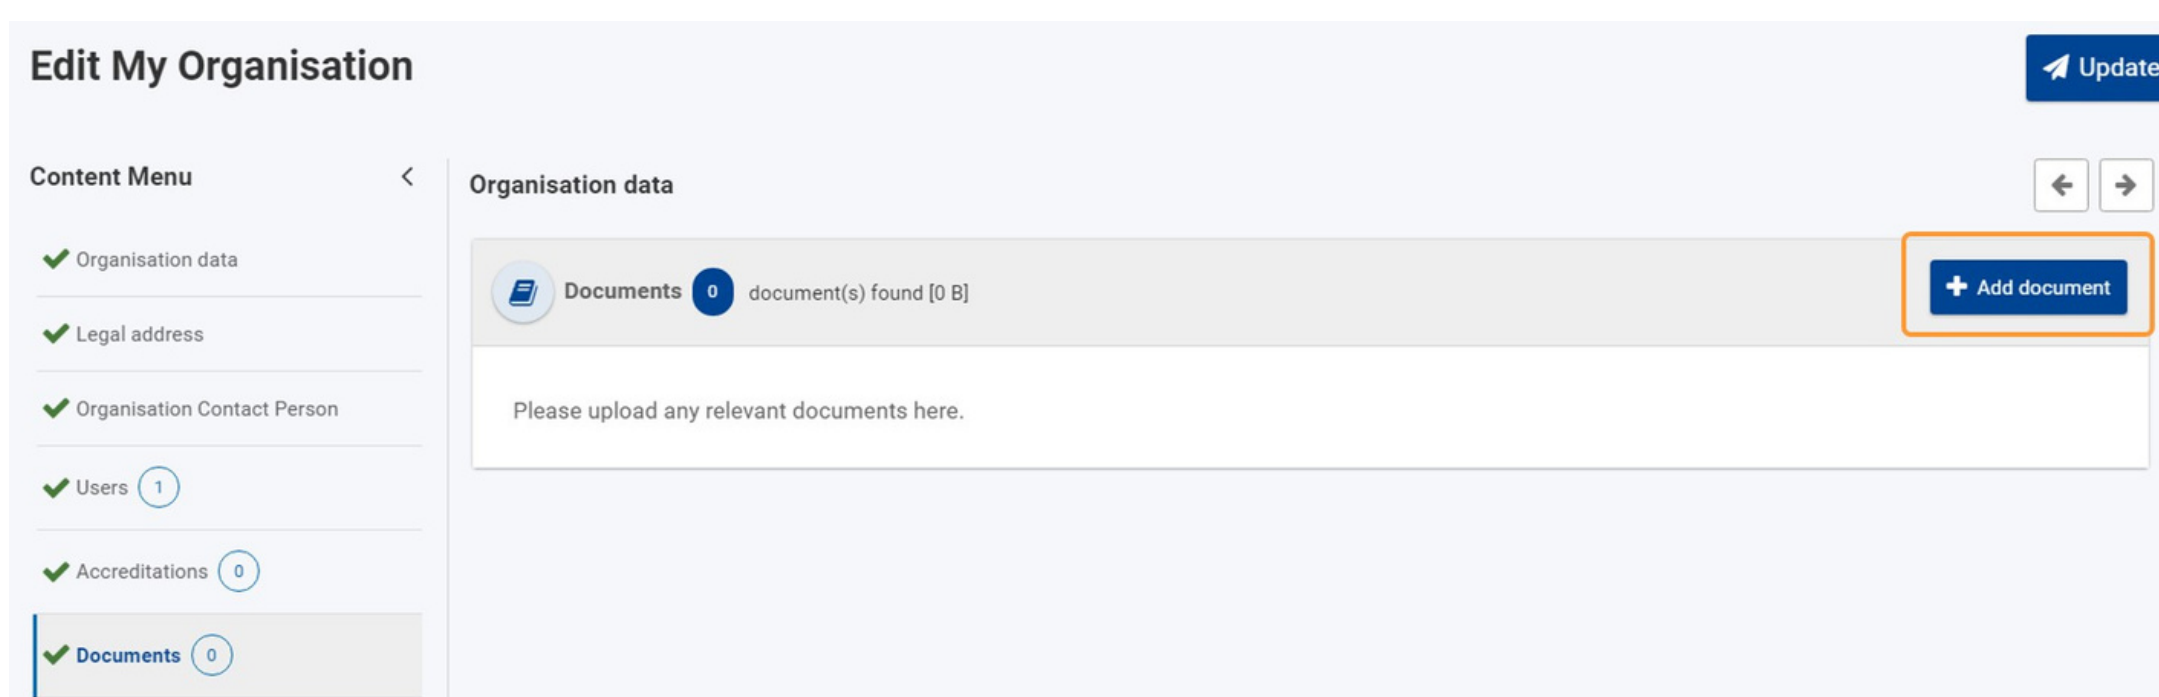 Edit My Organisation
Update
Content Menu
Organisation data
Legal address
Organisation Contact Person
Users 1
Accreditations 0
Documents 0
Organisation data
Documents 0 document(s) found [0 B]
Add document
Please upload any relevant documents here.